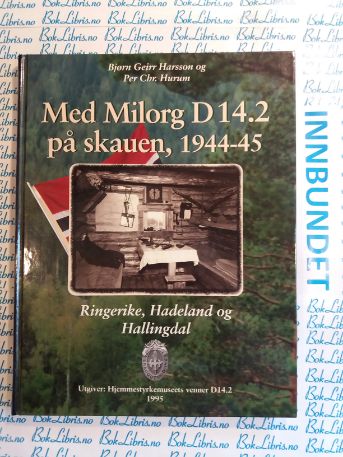 Bjørn Geirr Harsson og
Per Chr. Hurum
Med Milorg D 14.2
på skauen, 1944-45
Ringerike, Hadeland og
Hallingdal
Utgiver: Hjemmestyrkemuseets venner D14.2
1995
INNBUNDET
BokLibris.no